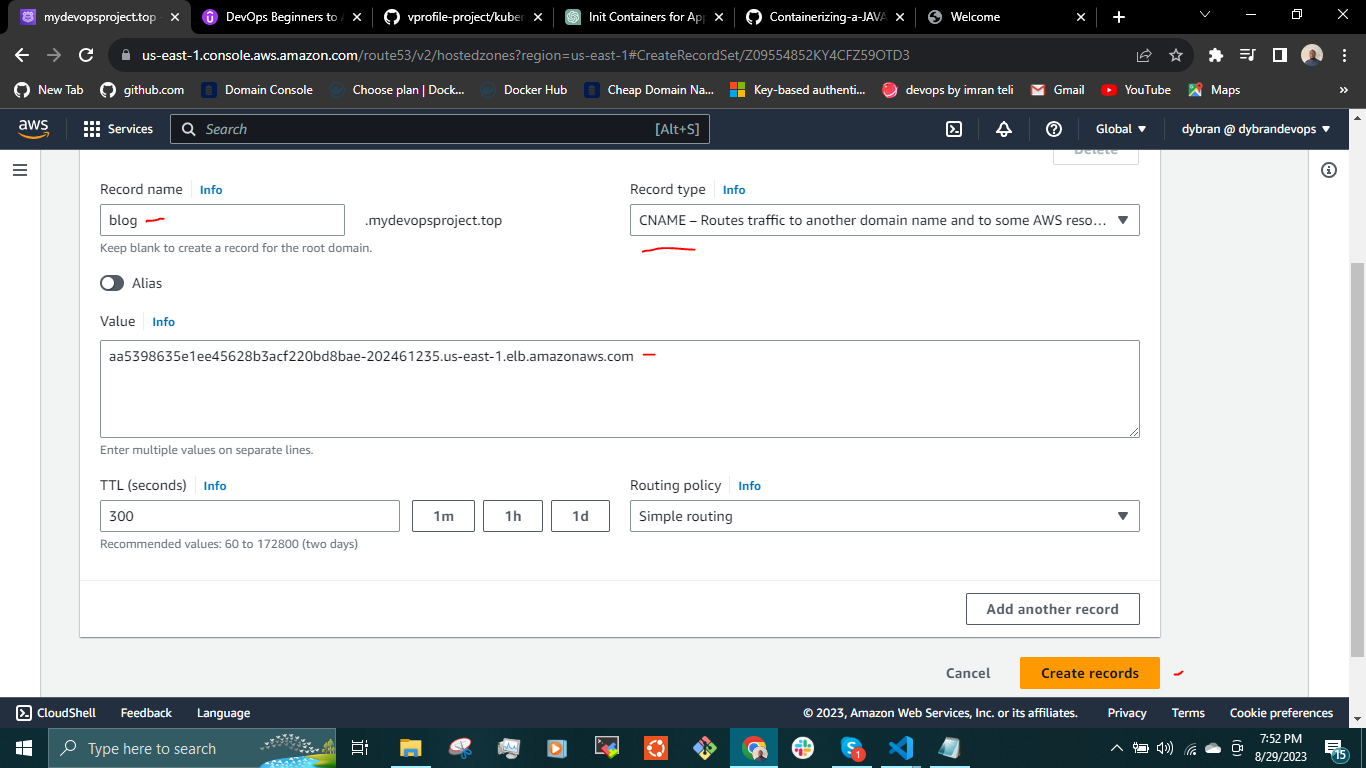 mydevopsproject.top
DevOps Beginners to A
vprofile-project/kuber
Init Containers for App
Containerizing-a-JAVA
Welcome
us-east-1.console.aws.amazon.com/route53/v2/hostedzones?region=us-east-1#CreateRecordSet/Z09554852KY4CFZ59OTD3
New Tab
github.com
Domain Console
Choose plan | Dock...
Docker Hub
Cheap Domain Na...
Key-based authenti...
devops by imran teli
Gmail
YouTube
Maps
»
aws
Services
Search
[Alt+S]
Global
dybran @ dybrandevops
Delete
Record name
Info
Record type
Info
blog
.mydevopsproject.top
CNAME – Routes traffic to another domain name and to some AWS reso...
Keep blank to create a record for the root domain.
Alias
Value
Info
aa5398635e1ee45628b3acf220bd8bae-202461235.us-east-1.elb.amazonaws.com
Enter multiple values on separate lines.
TTL (seconds)
Info
Routing policy
Info
300
1m
1h
1d
Simple routing
Recommended values: 60 to 172800 (two days)
Add another record
Cancel
Create records
CloudShell
Feedback
Language
© 2023, Amazon Web Services, Inc. or its affiliates.
Privacy
Terms
Cookie preferences
Type here to search
1
7:52 PM
8/29/2023
15